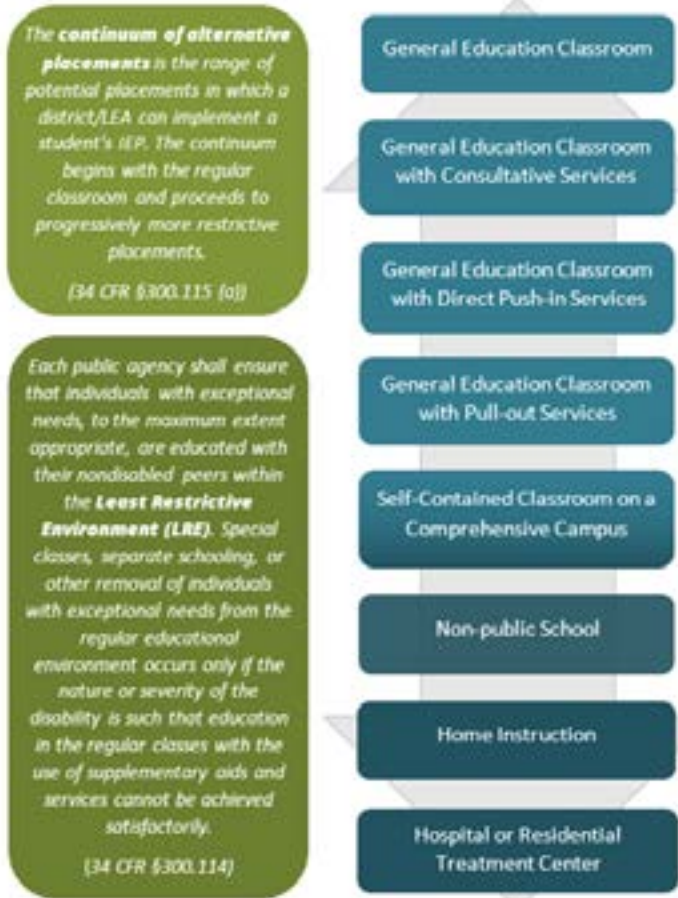 The continuum of alternative
placements is the range of
potential placements in which a
district/LEA can implement a
student's IEP. The continuum
begins with the regular
classroom and proceeds to
progressively more restrictive
placements.
(34 CFR §300.115 (a))
Each public agency shall ensure
that individuals with exceptional
needs, to the maximum extent
appropriate, are educated with
their nondisabled peers within
the Least Restrictive
Environment (LRE). Special
classes, separate schooling, or
other removal of individuals
with exceptional needs from the
regular educational
environment occurs only if the
nature or severity of the
disability is such that education
in the regular classes with the
use of supplementary aids and
services cannot be achieved
satisfactorily.
(34 CFR §300.114)
General Education Classroom
General Education Classroom
with Consultative Services
General Education Classroom
with Direct Push-in Services
General Education Classroom
with Pull-out Services
Self-Contained Classroom on a
Comprehensive Campus
Non-public School
Home Instruction
Hospital or Residential
Treatment Center